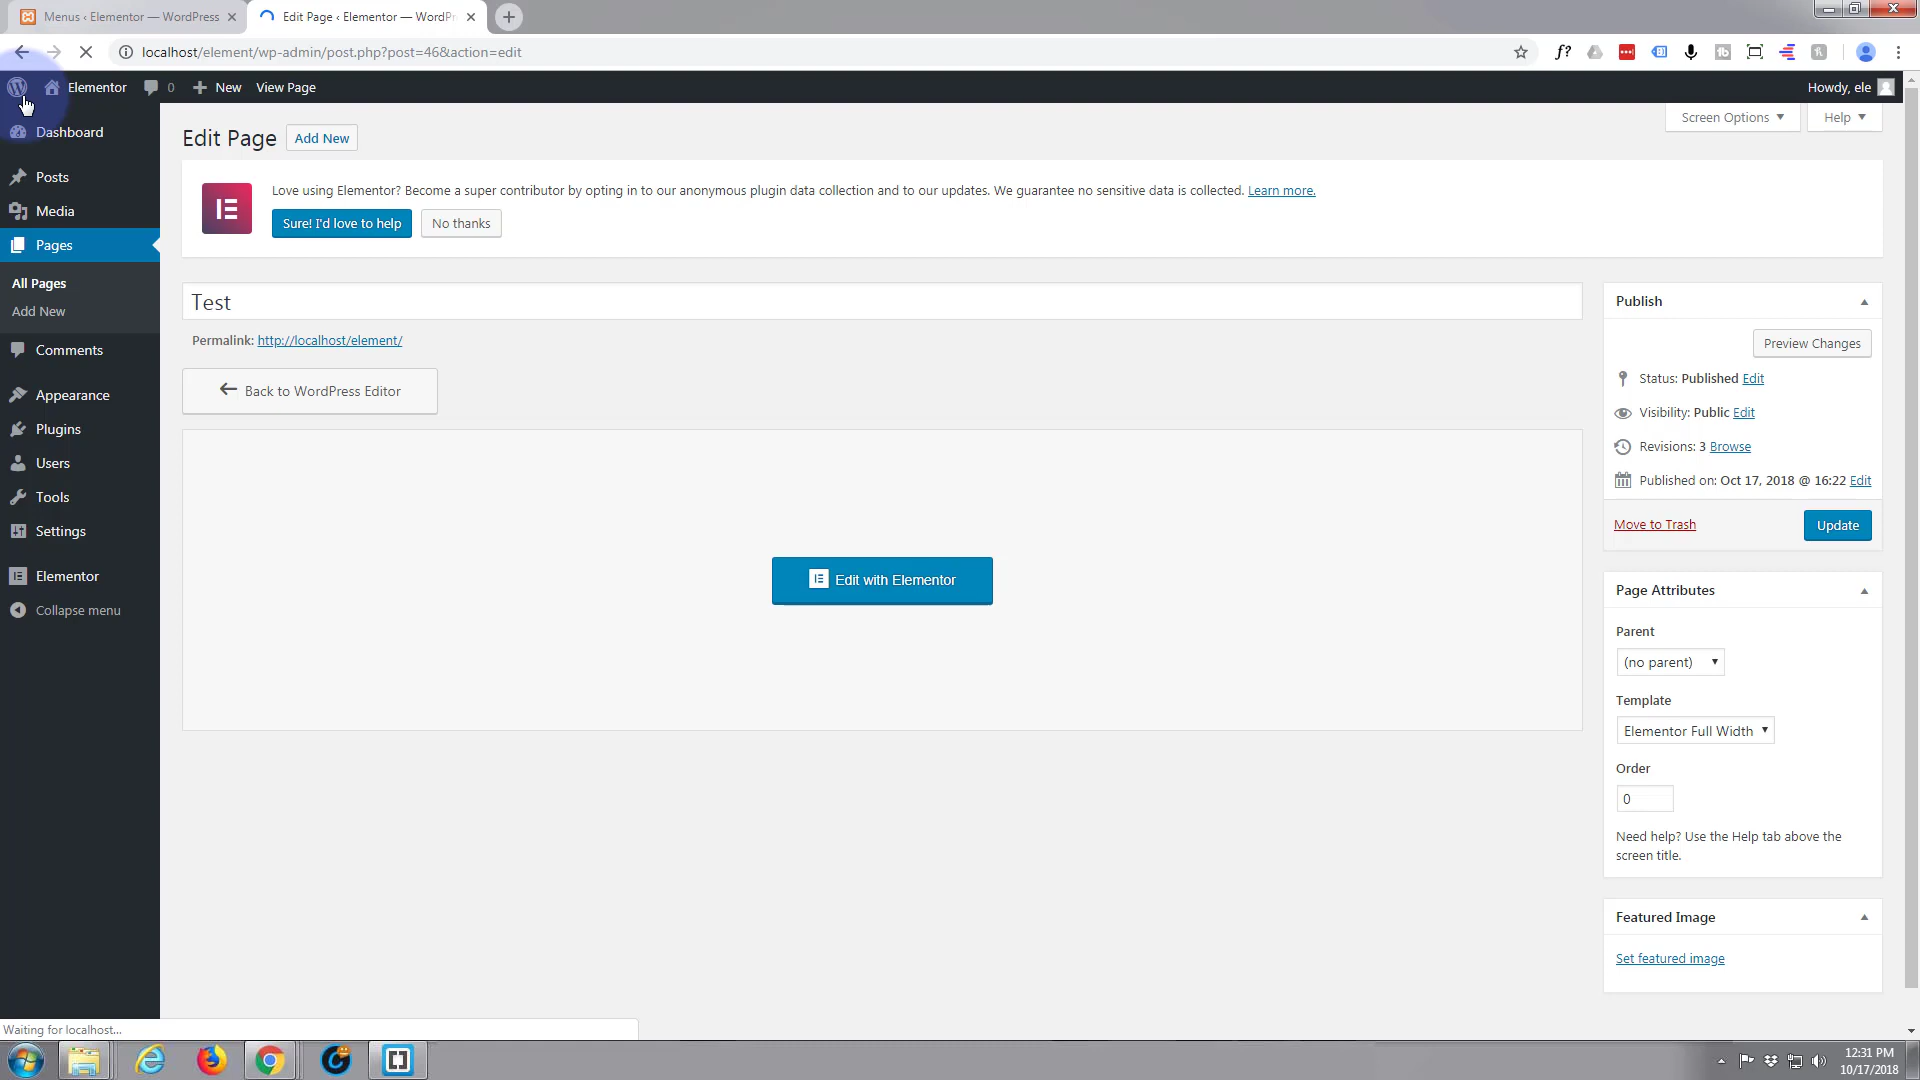 Menus ‹ Elementor — WordPress
Edit Page ‹ Elementor — WordPr
localhost/element/wp-admin/post.php?post=46&action=edit
Elementor
0
New
View Page
Howdy, ele
Dashboard
Posts
Media
Pages
All Pages
Add New
Comments
Appearance
Plugins
Users
Tools
Settings
Elementor
Collapse menu
Screen Options
Help
Edit Page
Add New
Love using Elementor? Become a super contributor by opting in to our anonymous plugin data collection and to our updates. We guarantee no sensitive data is collected. Learn more.
Sure! I'd love to help
No thanks
Test
Permalink: http://localhost/element/
Back to WordPress Editor
Edit with Elementor
Publish
Preview Changes
Status: Published Edit
Visibility: Public Edit
Revisions: 3 Browse
Published on: Oct 17, 2018 @ 16:22 Edit
Move to Trash
Update
Page Attributes
Parent
(no parent)
Template
Elementor Full Width
Order
0
Need help? Use the Help tab above the
screen title.
Featured Image
Set featured image
Waiting for localhost...
12:31 PM
10/17/2018